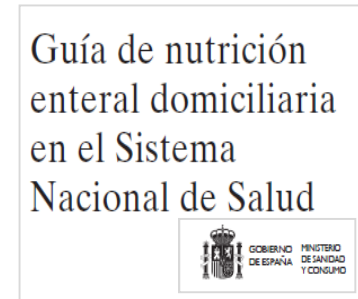 Guía de nutrición
enteral domiciliaria
en el Sistema
Nacional de Salud
GOBIERNO MINISTERIO
DE ESPAÑA DE SANIDAD
Y CONSUMO